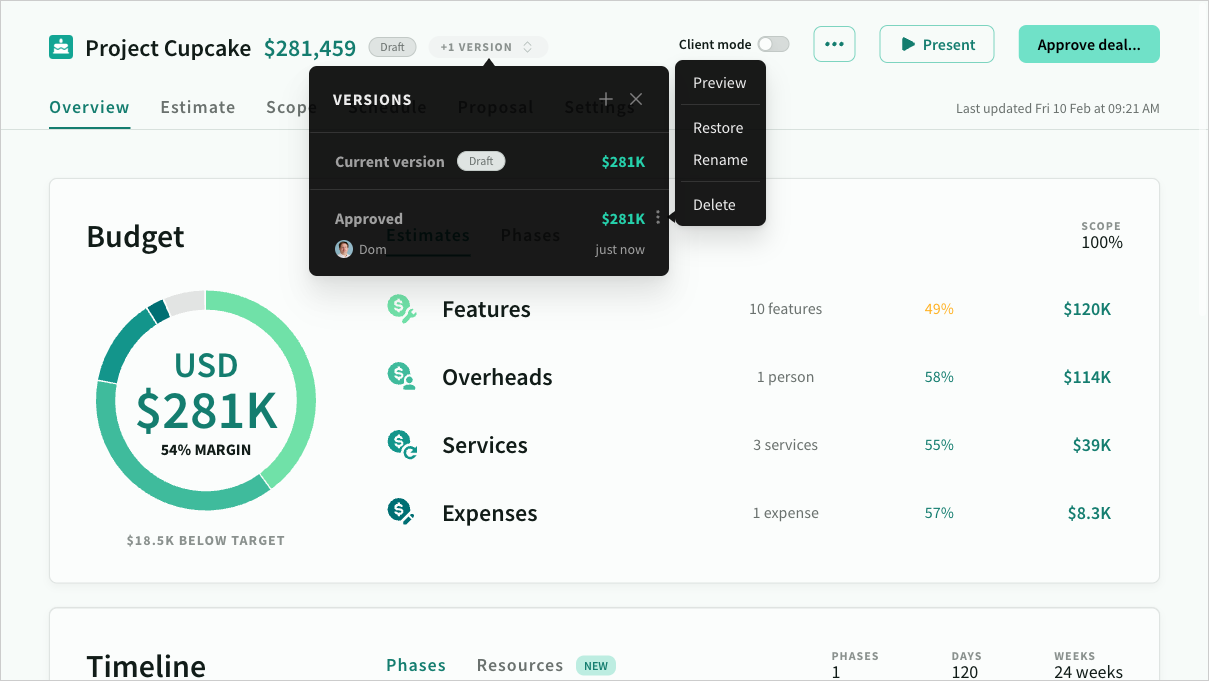 Project Cupcake $281,459 Draft +1 VERSION
Client mode
Present
Approve deal...
Overview Estimate Scope Schedule Proposal Settings
Last updated Fri 10 Feb at 09:21 AM
VERSIONS
Current version Draft $281K
Approved $281K
Dom just now
Preview
Restore
Rename
Delete
Budget
Estimates Phases
SCOPE
100%
USD
$281K
54% MARGIN
$18.5K BELOW TARGET
Features 10 features 49% $120K
Overheads 1 person 58% $114K
Services 3 services 55% $39K
Expenses 1 expense 57% $8.3K
Timeline
Phases Resources NEW
PHASES
1
DAYS
120
WEEKS
24 weeks